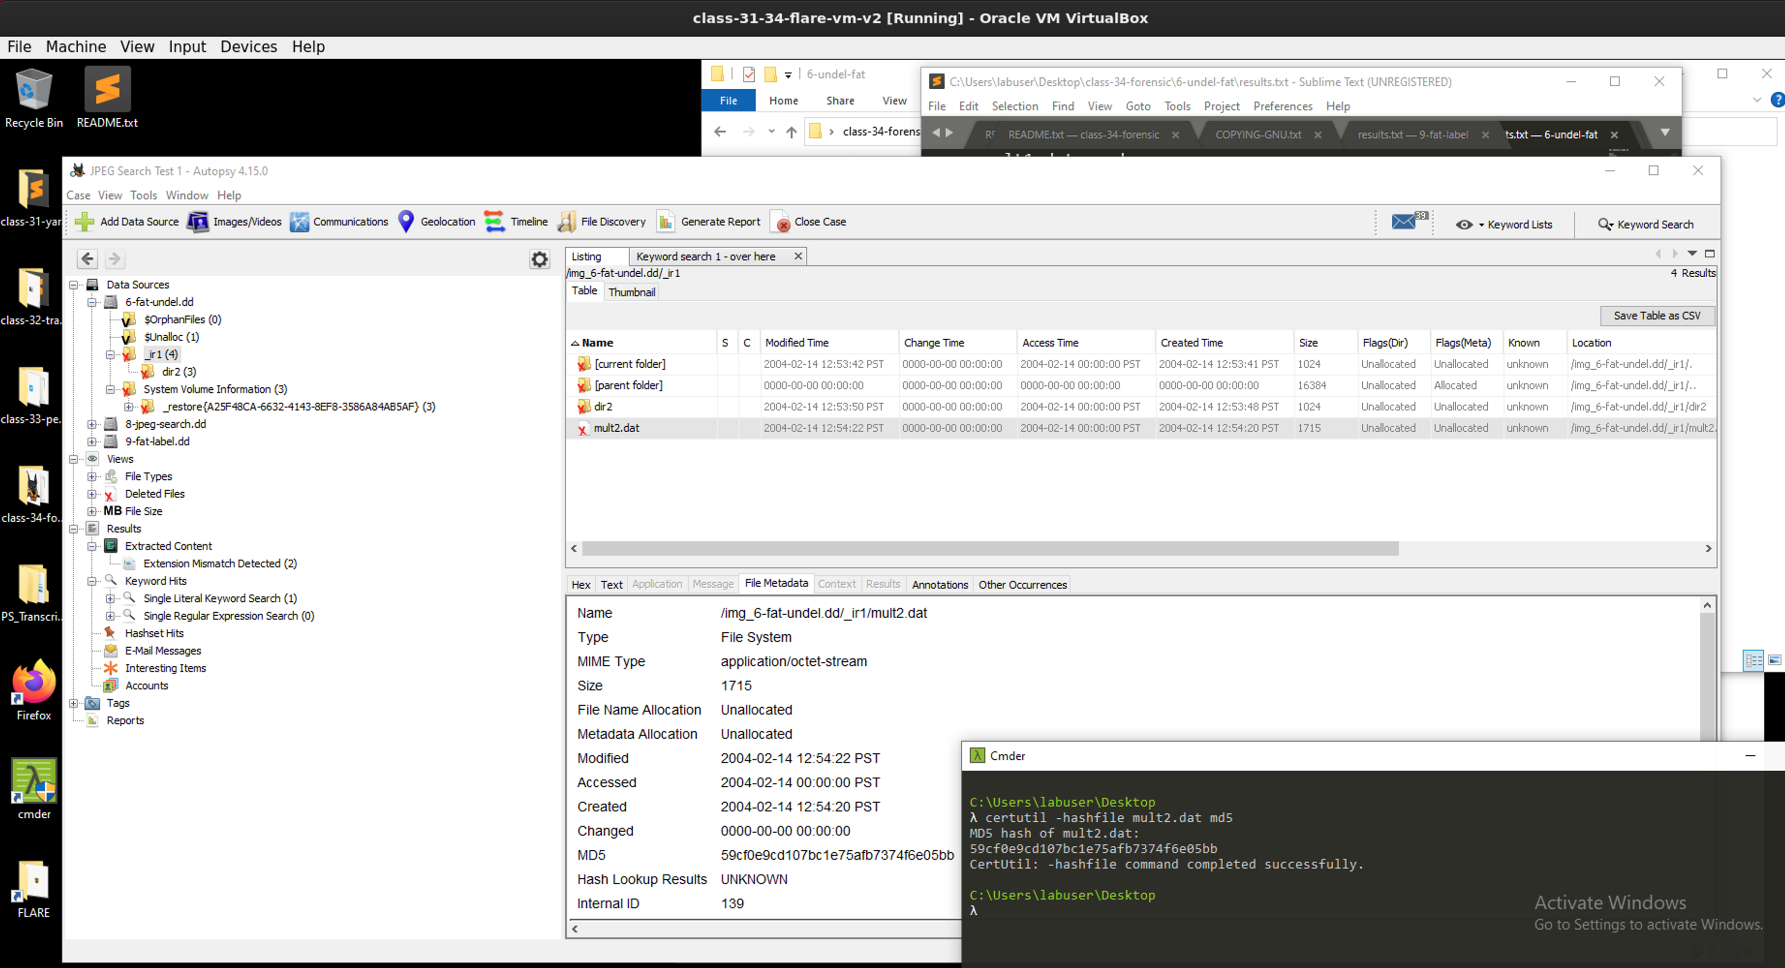 class-31-34-flare-vm-v2 [Running] - Oracle VM VirtualBox
File Machine View Input Devices Help
Recycle Bin
README.txt
class-31-yar
class-32-tra...
class-33-pe...
class-34-fo...
PS_Transcri...
Firefox
cmder
FLARE
6-undel-fat
File Home Share View
class-34-forens
C:\Users\labuser\Desktop\class-34-forensic\6-undel-fat\results.txt - Sublime Text (UNREGISTERED)
File Edit Selection Find View Goto Tools Project Preferences Help
README.txt — class-34-forensic
COPYING-GNU.txt
results.txt — 9-fat-label
ts.txt — 6-undel-fat
JPEG Search Test 1 - Autopsy 4.15.0
Case View Tools Window Help
Add Data Source Images/Videos Communications Geolocation Timeline File Discovery Generate Report Close Case
39
Keyword Lists
Keyword Search
Data Sources
6-fat-undel.dd
$OrphanFiles (0)
$Unalloc (1)
_ir1 (4)
dir2 (3)
System Volume Information (3)
_restore{A25F48CA-6632-4143-8EF8-3586A84AB5AF} (3)
8-jpeg-search.dd
9-fat-label.dd
Views
File Types
Deleted Files
MB File Size
Results
Extracted Content
Extension Mismatch Detected (2)
Keyword Hits
Single Literal Keyword Search (1)
Single Regular Expression Search (0)
Hashset Hits
E-Mail Messages
Interesting Items
Accounts
Tags
Reports
Listing
Keyword search 1 - over here
/img_6-fat-undel.dd/_ir1
4 Results
Table Thumbnail
Save Table as CSV
Name S C Modified Time Change Time Access Time Created Time Size Flags(Dir) Flags(Meta) Known Location
[current folder] 2004-02-14 12:53:42 PST 0000-00-00 00:00:00 2004-02-14 00:00:00 PST 2004-02-14 12:53:41 PST 1024 Unallocated Unallocated unknown /img_6-fat-undel.dd/_ir1/.
[parent folder] 0000-00-00 00:00:00 0000-00-00 00:00:00 0000-00-00 00:00:00 0000-00-00 00:00:00 16384 Unallocated Allocated unknown /img_6-fat-undel.dd/_ir1/..
dir2 2004-02-14 12:53:50 PST 0000-00-00 00:00:00 2004-02-14 00:00:00 PST 2004-02-14 12:53:48 PST 1024 Unallocated Unallocated unknown /img_6-fat-undel.dd/_ir1/dir2
mult2.dat 2004-02-14 12:54:22 PST 0000-00-00 00:00:00 2004-02-14 00:00:00 PST 2004-02-14 12:54:20 PST 1715 Unallocated Unallocated unknown /img_6-fat-undel.dd/_ir1/mult2.
Hex Text Application Message File Metadata Context Results Annotations Other Occurrences
Name /img_6-fat-undel.dd/_ir1/mult2.dat
Type File System
MIME Type application/octet-stream
Size 1715
File Name Allocation Unallocated
Metadata Allocation Unallocated
Modified 2004-02-14 12:54:22 PST
Accessed 2004-02-14 00:00:00 PST
Created 2004-02-14 12:54:20 PST
Changed 0000-00-00 00:00:00
MD5 59cf0e9cd107bc1e75afb7374f6e05bb
Hash Lookup Results UNKNOWN
Internal ID 139
Cmder
C:\Users\labuser\Desktop
λ certutil -hashfile mult2.dat md5
MD5 hash of mult2.dat:
59cf0e9cd107bc1e75afb7374f6e05bb
CertUtil: -hashfile command completed successfully.
C:\Users\labuser\Desktop
λ
Activate Windows
Go to Settings to activate Windows.